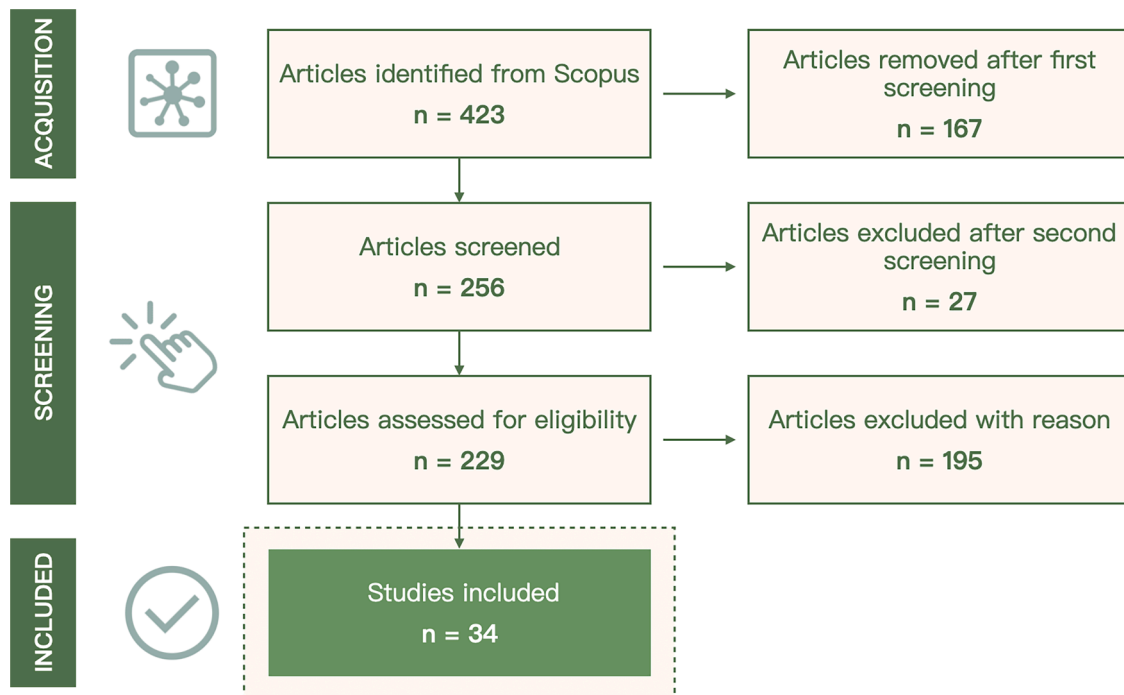 ACQUISITION
Articles identified from Scopus
n = 423
Articles removed after first
screening
n = 167
SCREENING
Articles screened
n = 256
Articles excluded after second
screening
n = 27
Articles assessed for eligibility
n = 229
Articles excluded with reason
n = 195
INCLUDED
Studies included
n = 34